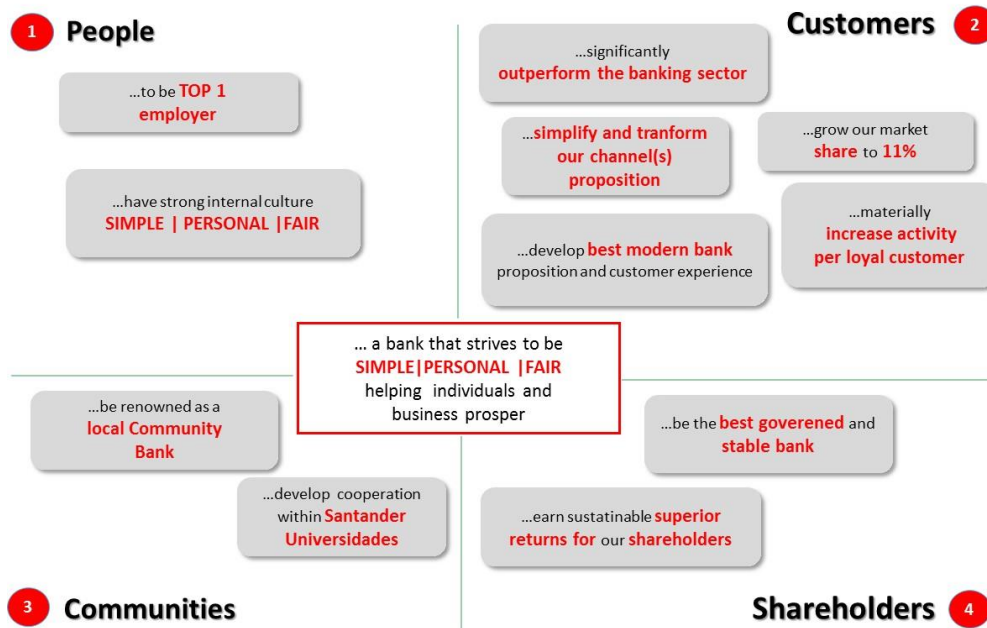 1 People
…to be TOP 1
employer
…have strong internal culture
SIMPLE | PERSONAL |FAIR
Customers 2
…significantly
outperform the banking sector
…simplify and tranform
our channel(s)
proposition
…grow our market
share to 11%
…develop best modern bank
proposition and customer experience
…materially
increase activity
per loyal customer
… a bank that strives to be
SIMPLE|PERSONAL |FAIR
helping individuals and
business prosper
…be renowned as a
local Community
Bank
…develop cooperation
within Santander
Universidades
3 Communities
…be the best goverened and
stable bank
…earn sustatinable superior
returns for our shareholders
Shareholders 4